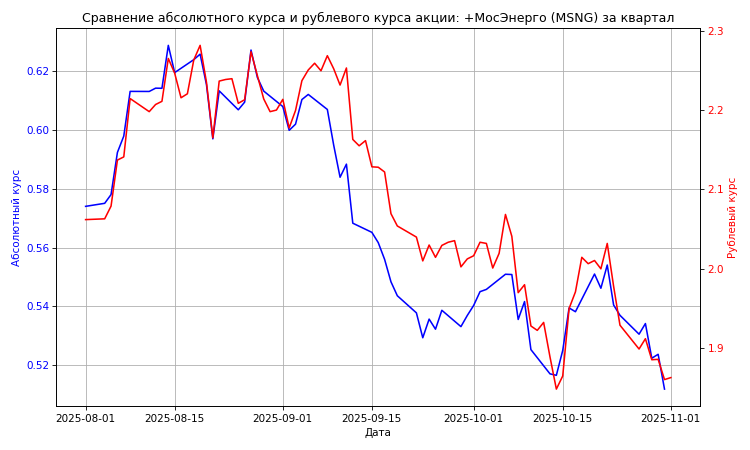 Сравнение абсолютного курса и рублевого курса акции: +МосЭнерго (MSNG) за квартал
Абсолютный курс
0.62
0.60
0.58
0.56
0.54
0.52
2.3
2.2
2.1
2.0
1.9
Рублевый курс
2025-08-01 2025-08-15 2025-09-01 2025-09-15 2025-10-01 2025-10-15 2025-11-01
Дата